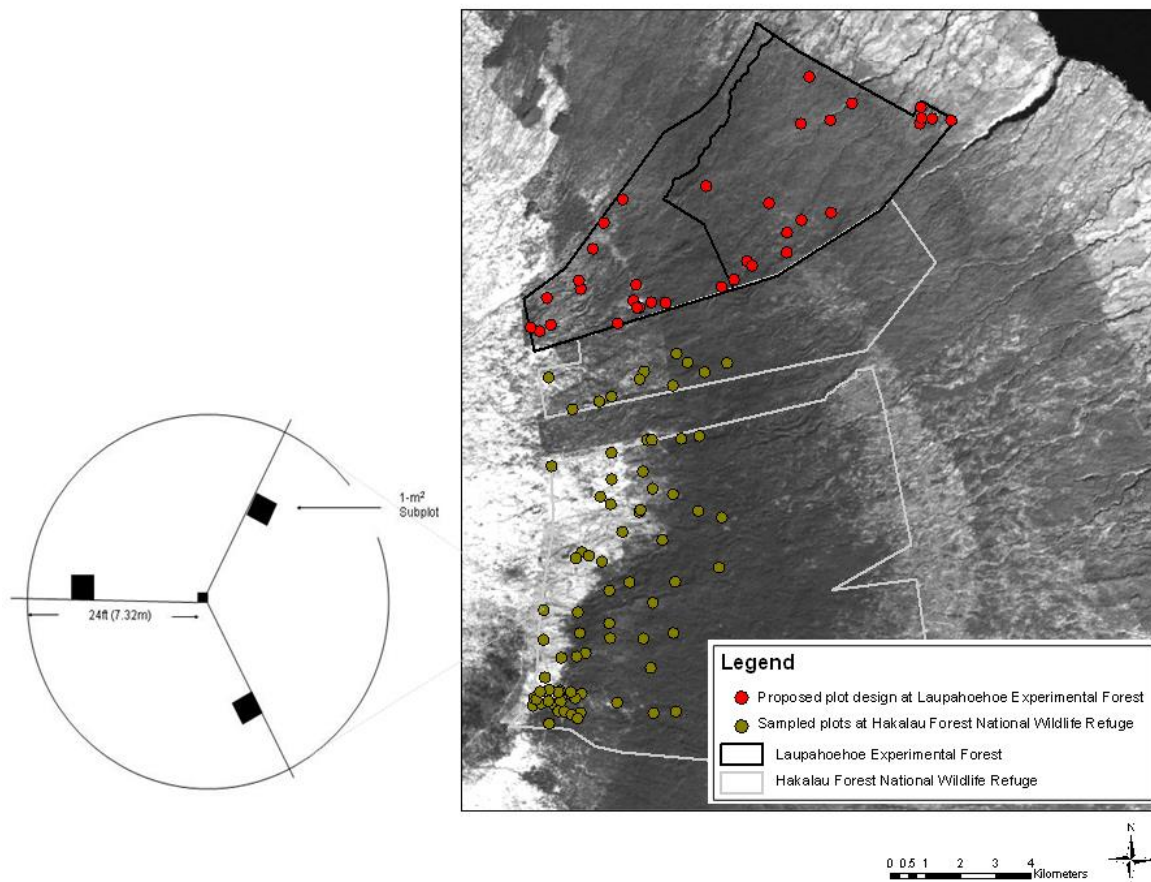 1-m²
Subplot
24ft (7.32m)
Legend
Proposed plot design at Laupahoehoe Experimental Forest
Sampled plots at Hakalau Forest National Wildlife Refuge
Laupahoehoe Experimental Forest
Hakalau Forest National Wildlife Refuge
N
0 0.5 1 2 3 4
Kilometers